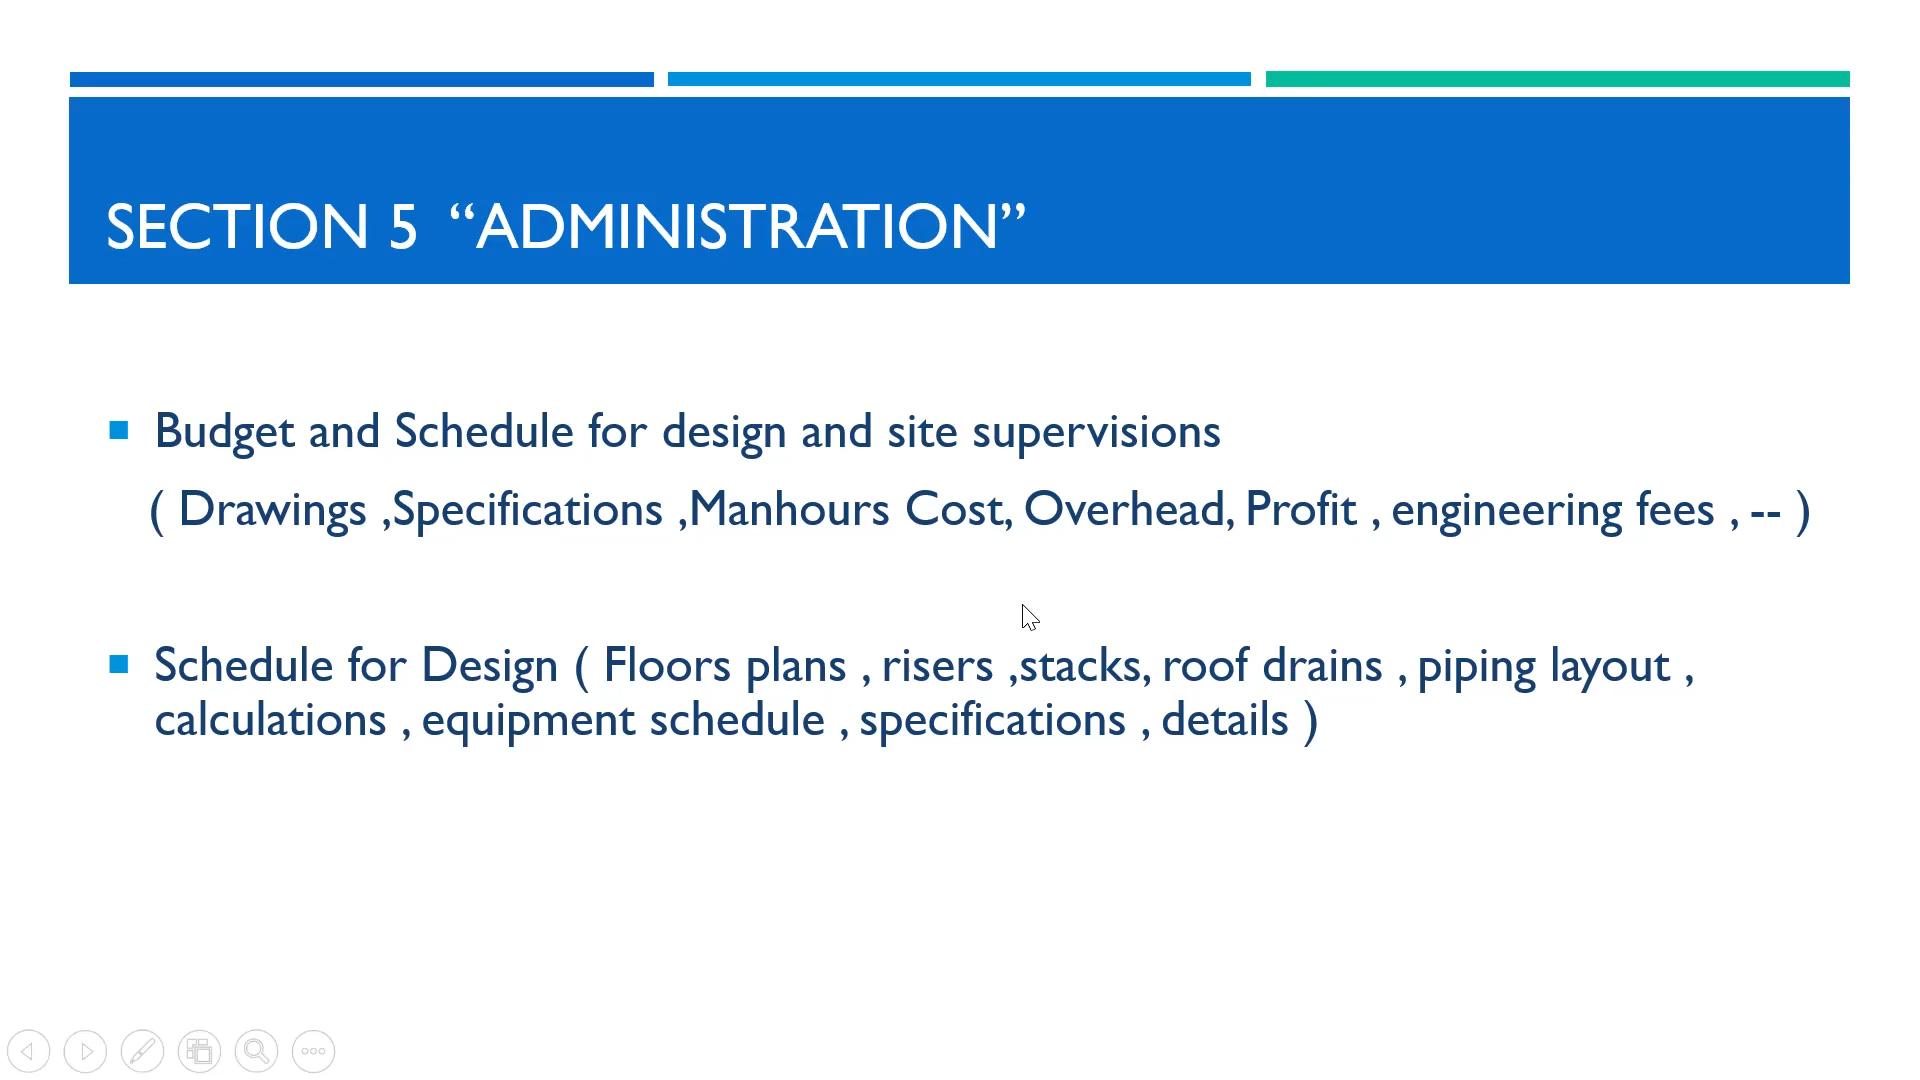 SECTION 5 “ADMINISTRATION”
Budget and Schedule for design and site supervisions
( Drawings ,Specifications ,Manhours Cost, Overhead, Profit , engineering fees , -- )
Schedule for Design ( Floors plans , risers ,stacks, roof drains , piping layout ,
calculations , equipment schedule , specifications , details )